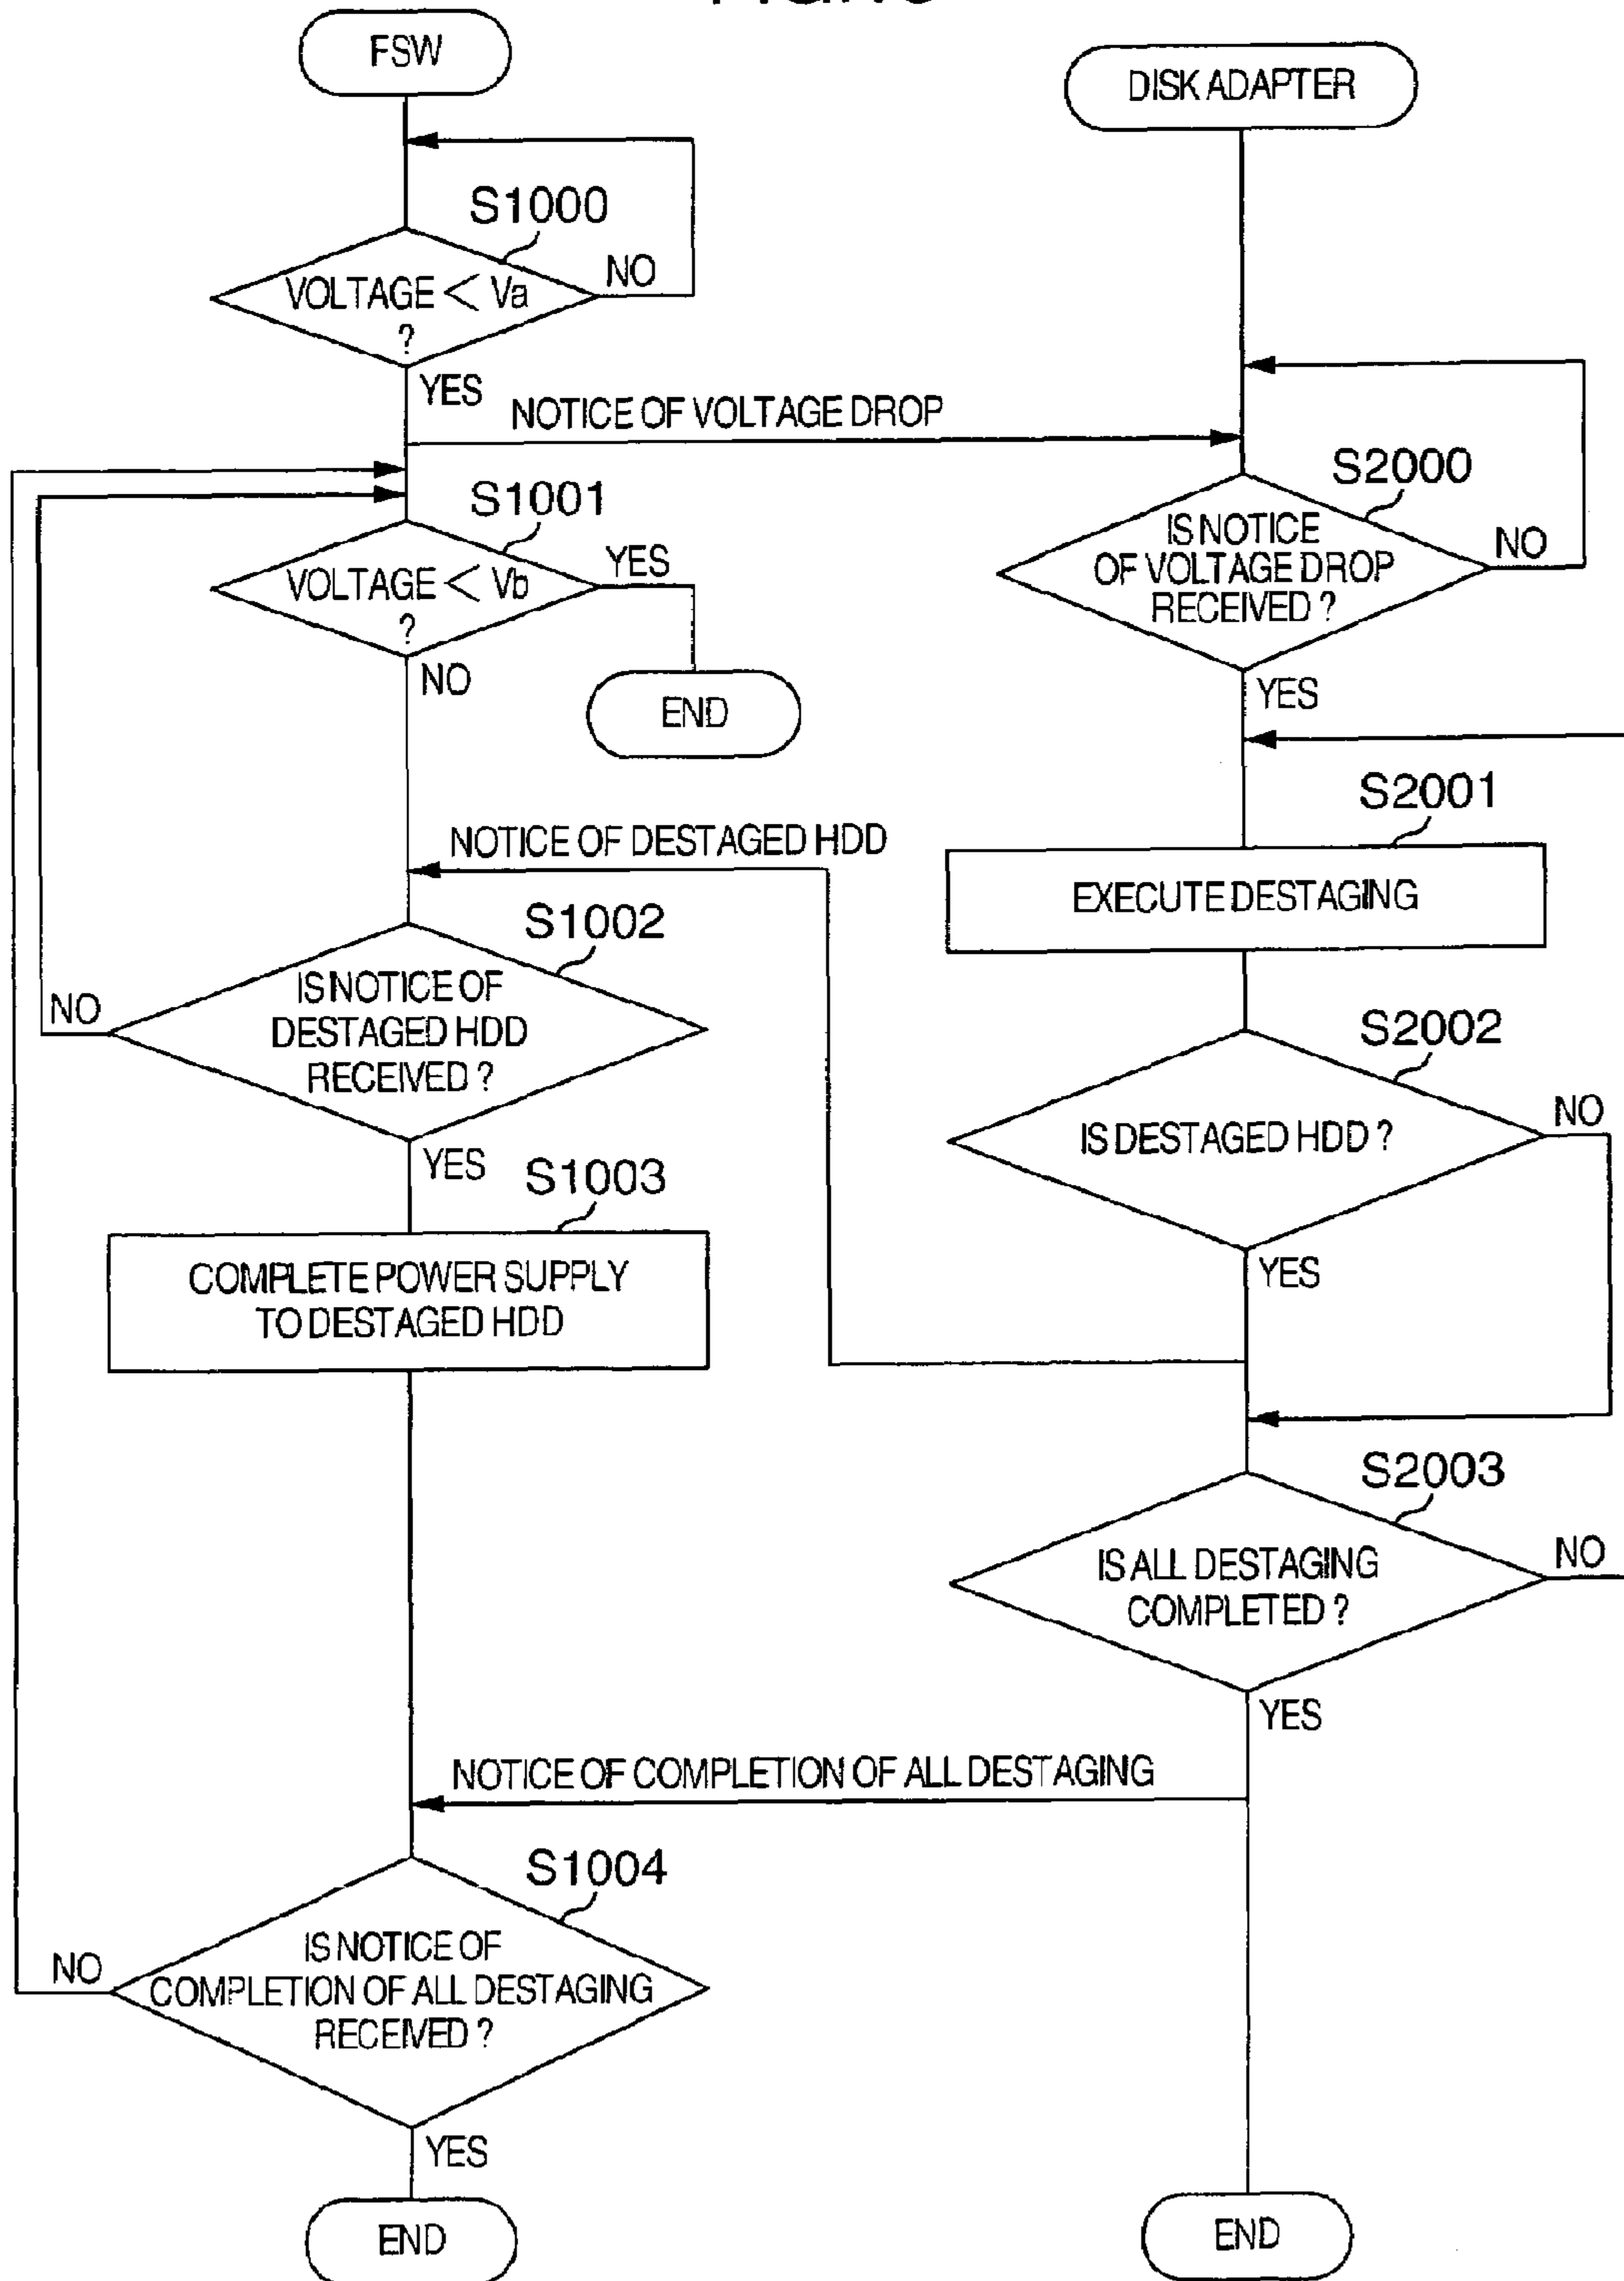 FSW
DISK ADAPTER
S1000
VOLTAGE < Va
?
NO
YES
NOTICE OF VOLTAGE DROP
S1001
VOLTAGE < Vb
?
YES
NO
END
S2000
IS NOTICE
OF VOLTAGE DROP
RECEIVED ?
NO
YES
S2001
EXECUTE DESTAGING
NOTICE OF DESTAGED HDD
S1002
IS NOTICE OF
DESTAGED HDD
RECEIVED ?
NO
YES
S2002
IS DESTAGED HDD ?
NO
YES
S1003
COMPLETE POWER SUPPLY
TO DESTAGED HDD
S2003
IS ALL DESTAGING
COMPLETED ?
NO
YES
NOTICE OF COMPLETION OF ALL DESTAGING
S1004
IS NOTICE OF
COMPLETION OF ALL DESTAGING
RECEIVED ?
NO
YES
END
END